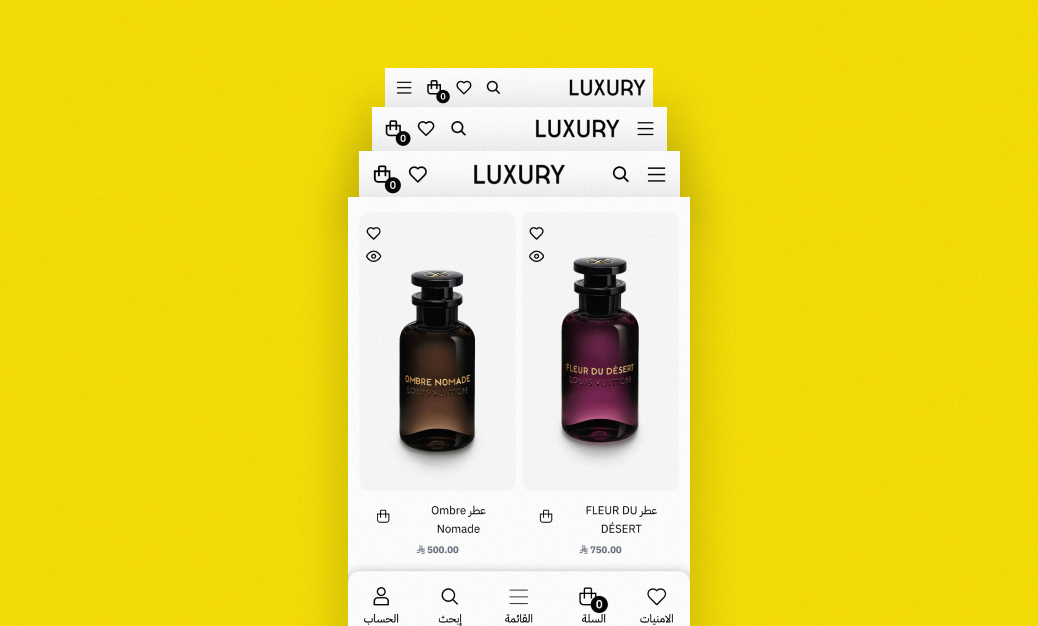 0
LUXURY
0
LUXURY
0
LUXURY
OMBRE NOMADE
LOUIS VUITTON
FLEUR DU DÉSERT
LOUIS VUITTON
عطر FLEUR DU
DÉSERT
750.00
عطر Ombre
Nomade
500.00
الامنيات
0
السلة
القائمة
إبحث
الحساب